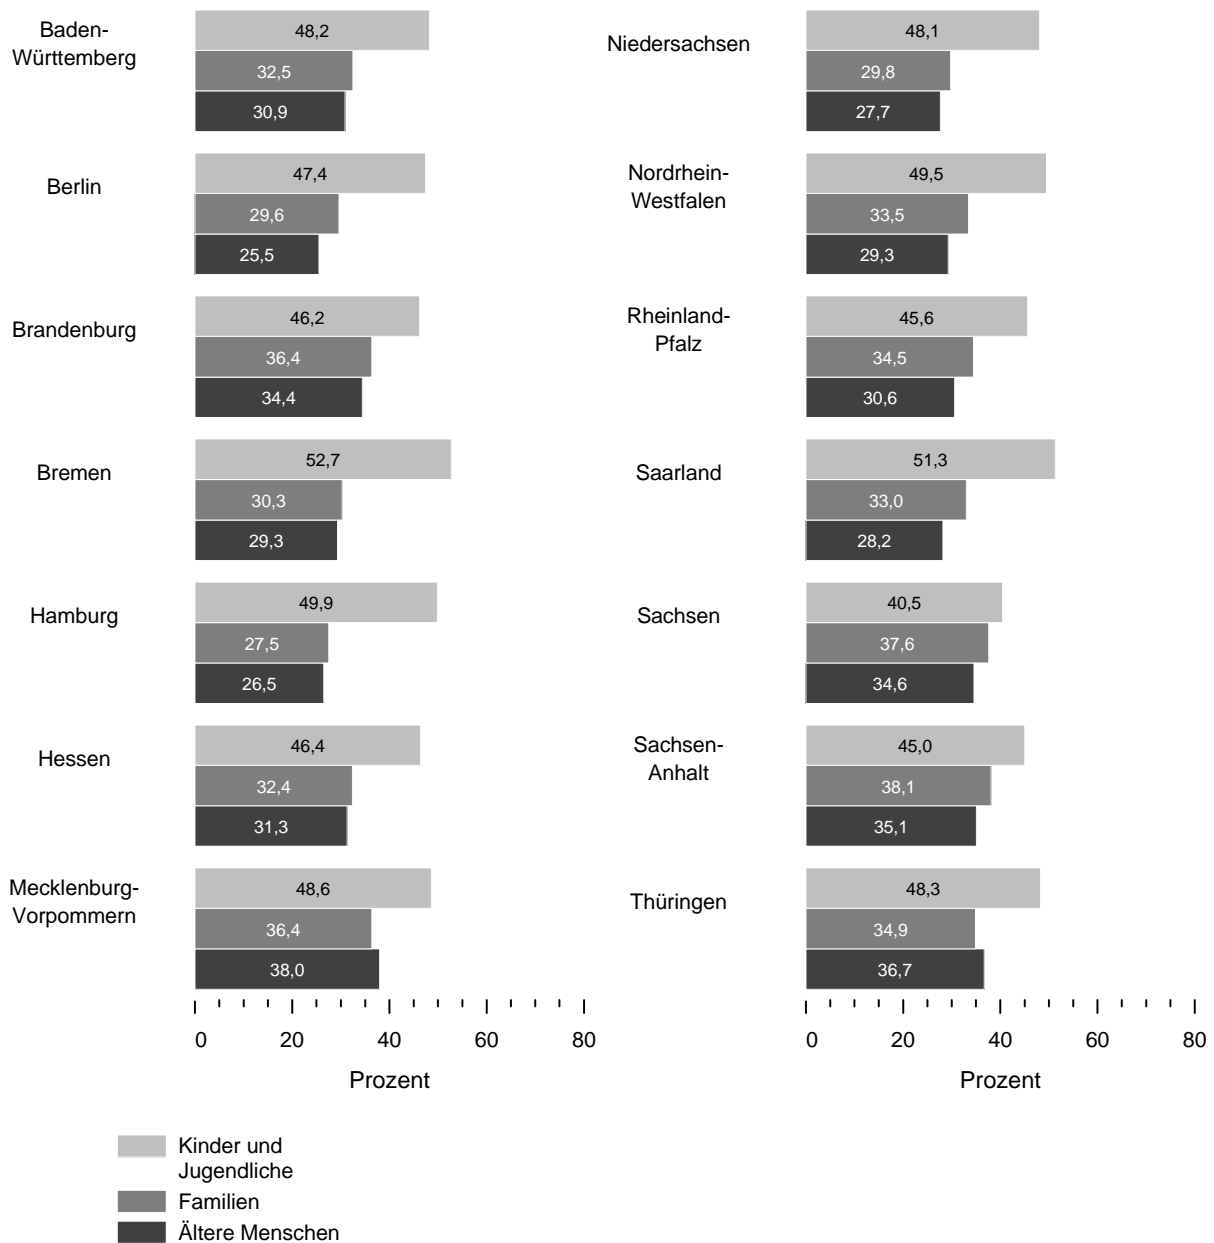 Baden-
Württemberg
48,2
32,5
30,9
Berlin
47,4
29,6
25,5
Brandenburg
46,2
36,4
34,4
Bremen
52,7
30,3
29,3
Hamburg
49,9
27,5
26,5
Hessen
46,4
32,4
31,3
Mecklenburg-
Vorpommern
48,6
36,4
38,0
0 20 40 60 80
Prozent
Niedersachsen
48,1
29,8
27,7
Nordrhein-
Westfalen
49,5
33,5
29,3
Rheinland-
Pfalz
45,6
34,5
30,6
Saarland
51,3
33,0
28,2
Sachsen
40,5
37,6
34,6
Sachsen-
Anhalt
45,0
38,1
35,1
Thüringen
48,3
34,9
36,7
0 20 40 60 80
Prozent
Kinder und
Jugendliche
Familien
Ältere Menschen